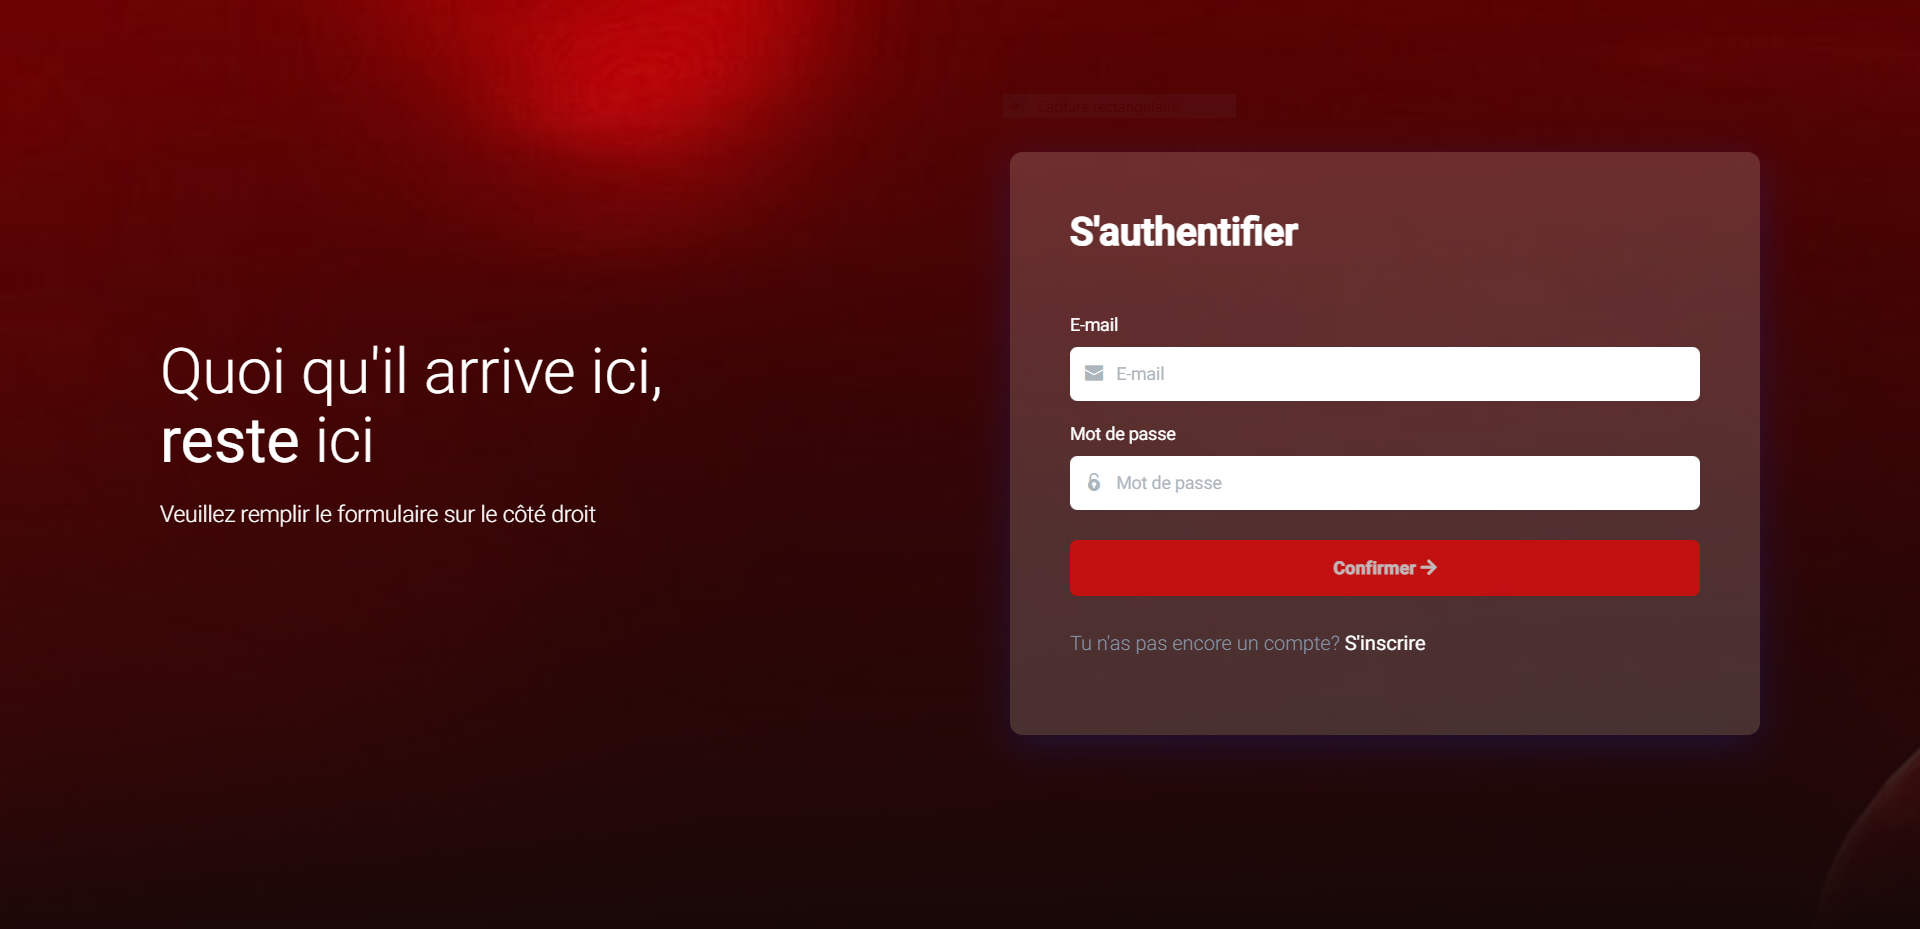 Capture rectangulaire
Quoi qu'il arrive ici,
reste ici
Veuillez remplir le formulaire sur le côté droit
S'authentifier
E-mail
E-mail
Mot de passe
Mot de passe
Confirmer
Tu n'as pas encore un compte? S'inscrire